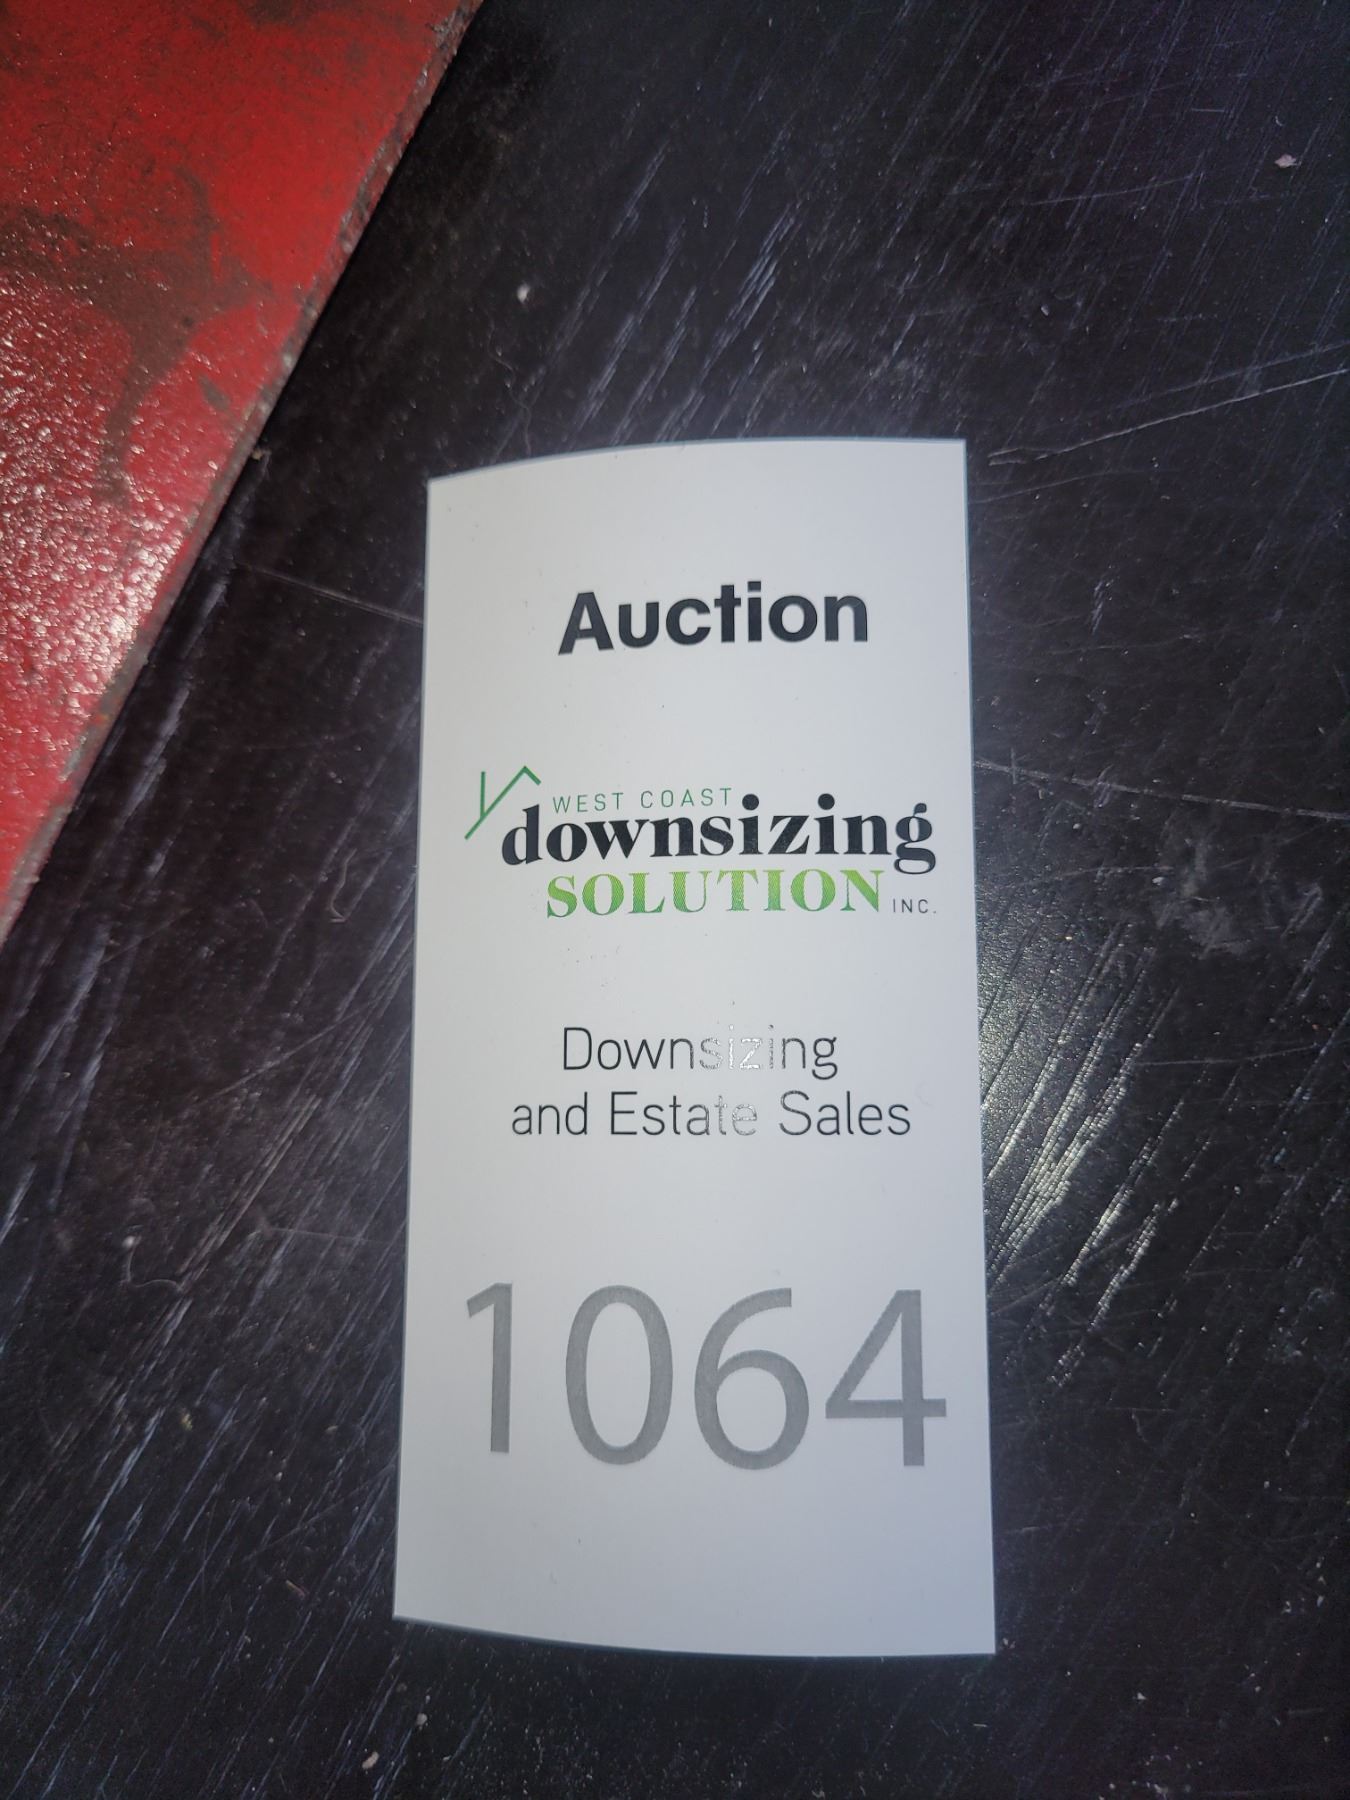 Auction
WEST COAST
downsizing
SOLUTION INC.
Downsizing
and Estate Sales
1064